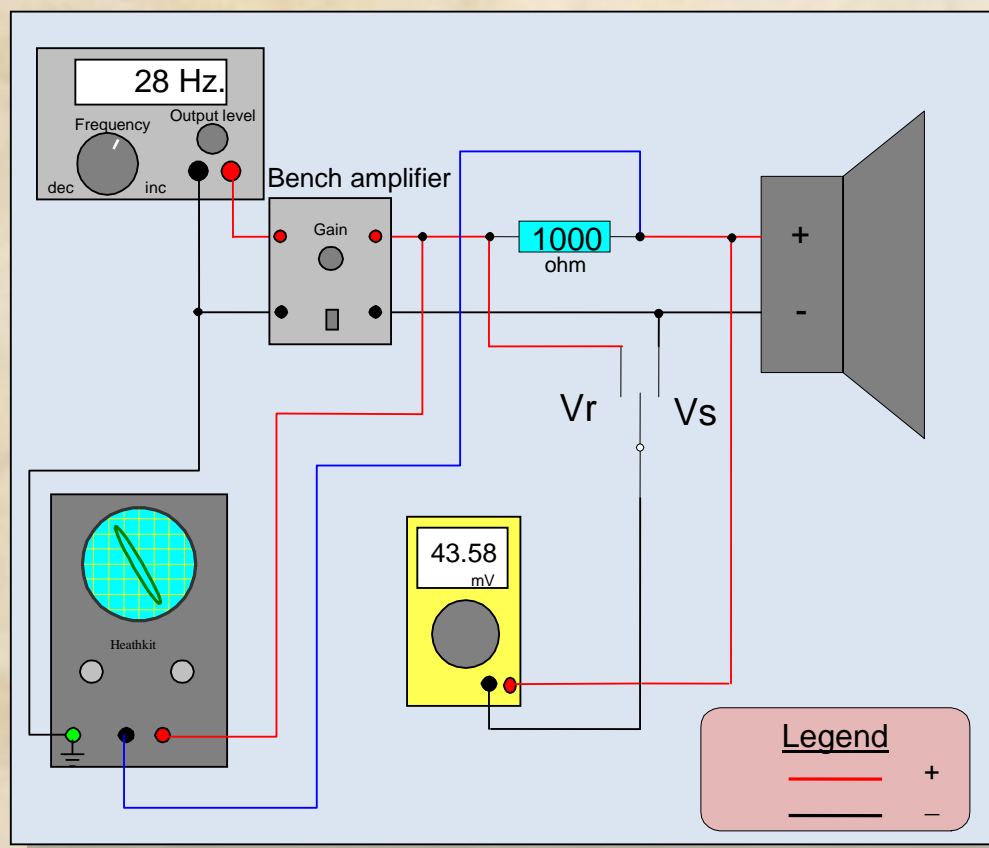 28 Hz.
Output level
Frequency
dec
inc
Bench amplifier
Gain
1000
ohm
+
-
Vr
Vs
43.58
mV
Heathkit
Legend
+
–